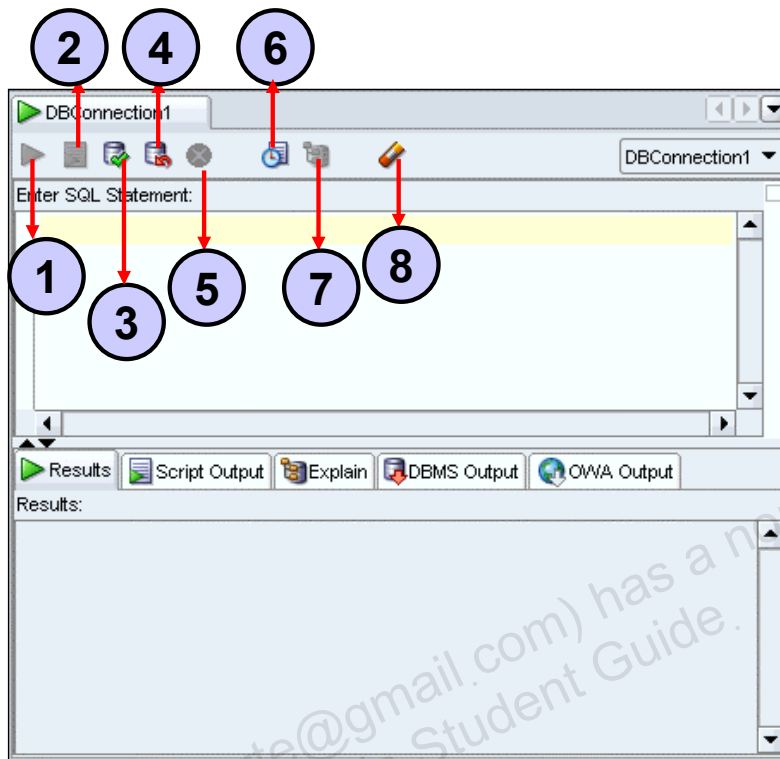 2 4 6
DBConnection1
DBConnection1
Enter SQL Statement:
1 3 5 7 8
Results Script Output Explain DBMS Output OWA Output
Results:
com) has a
Student Guide.